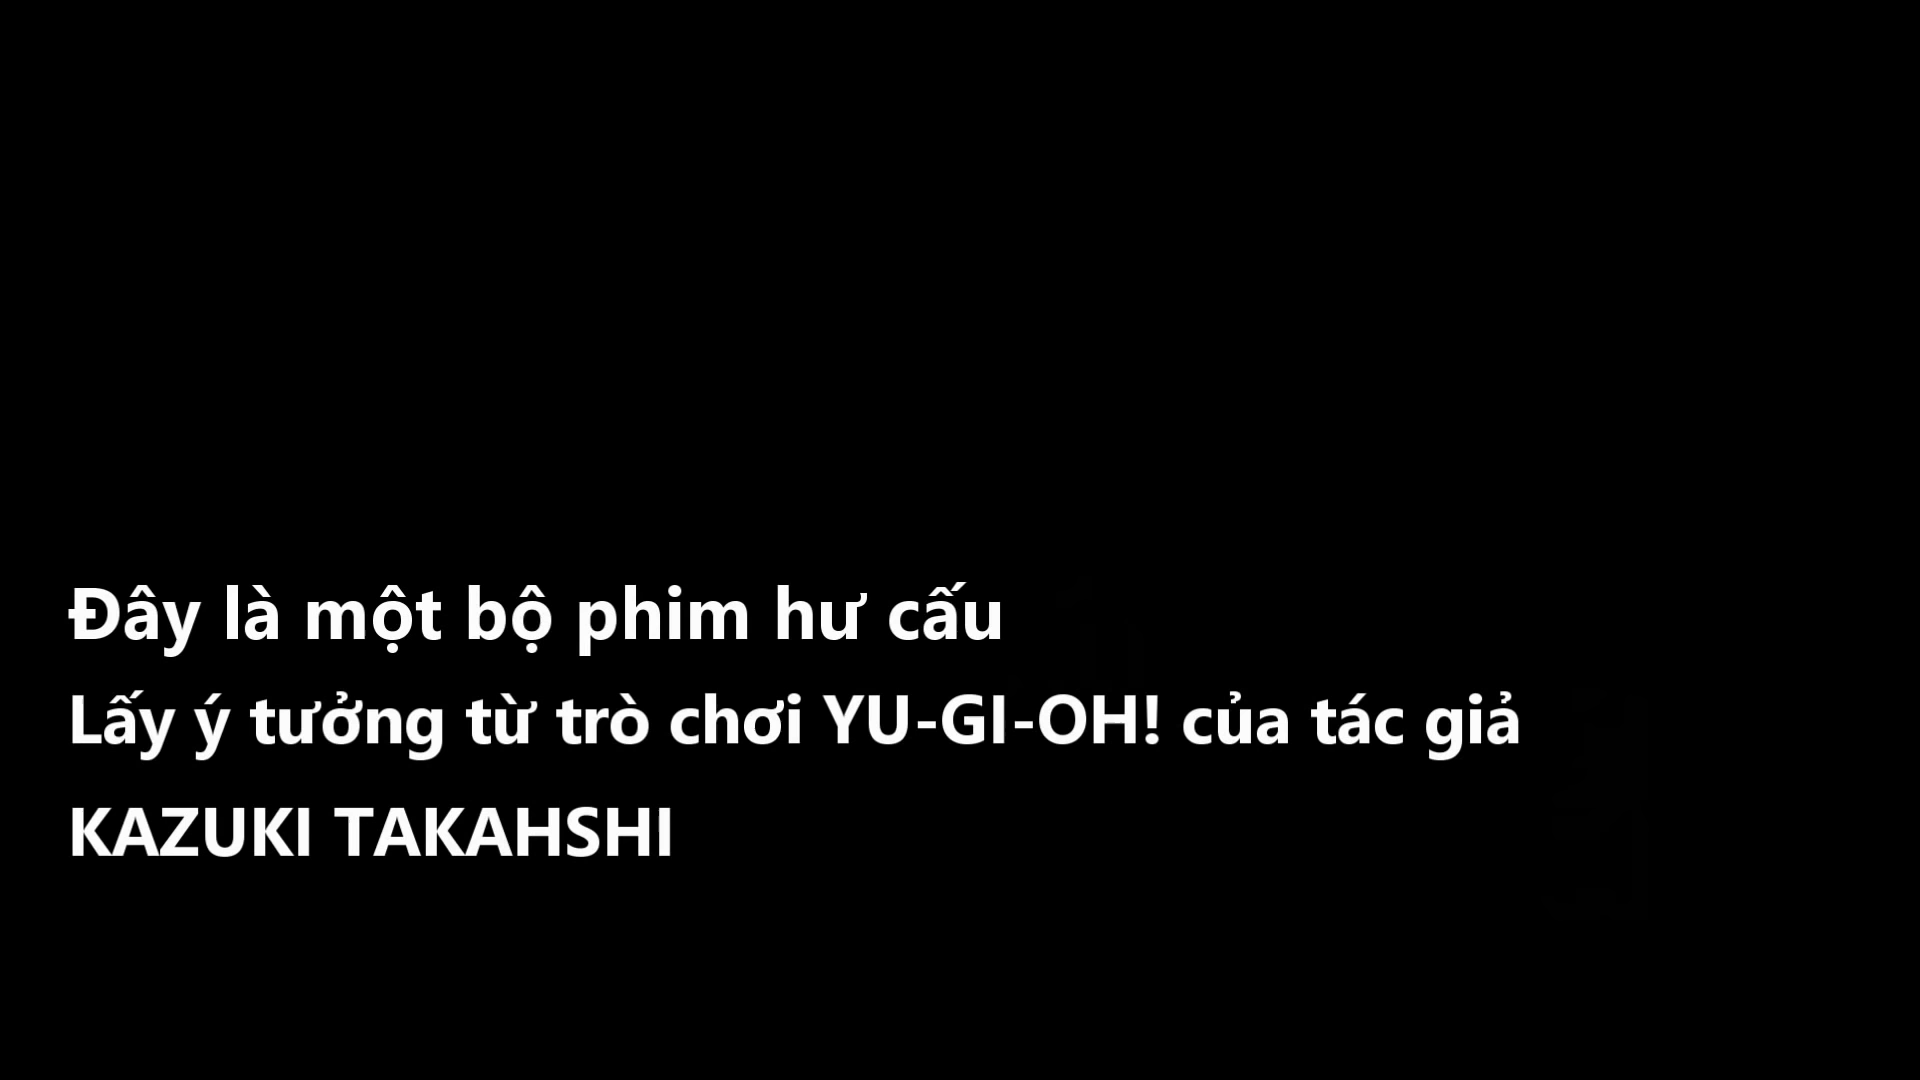 Đây là một bộ phim hư cấu
Lấy ý tưởng từ trò chơi YU-GI-OH! của tác giả
KAZUKI TAKAHSHI